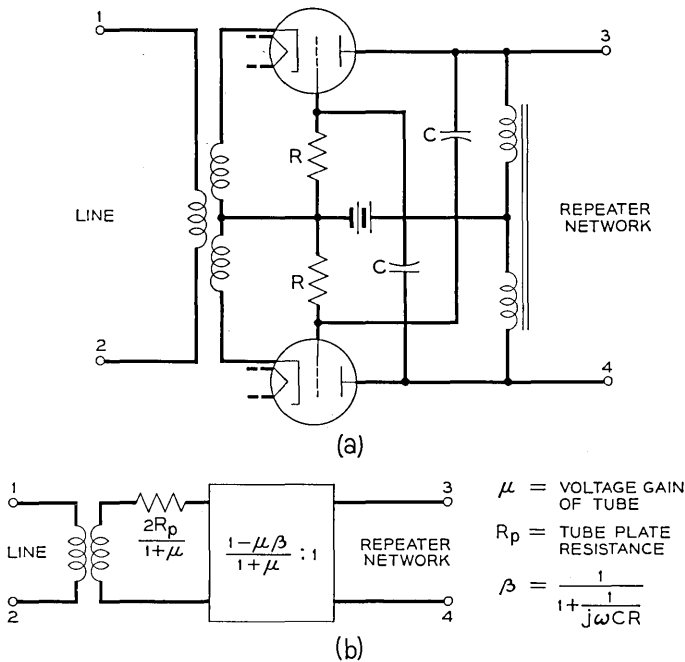 1
3
C
R
LINE
REPEATER
NETWORK
R
C
2
4
(a)
1
3
2Rp
1+μ
1-μβ
1+μ
: 1
LINE
REPEATER
NETWORK
2
4
(b)
μ = VOLTAGE GAIN
OF TUBE
Rp = TUBE PLATE
RESISTANCE
β = 1
1+ 1
jωCR